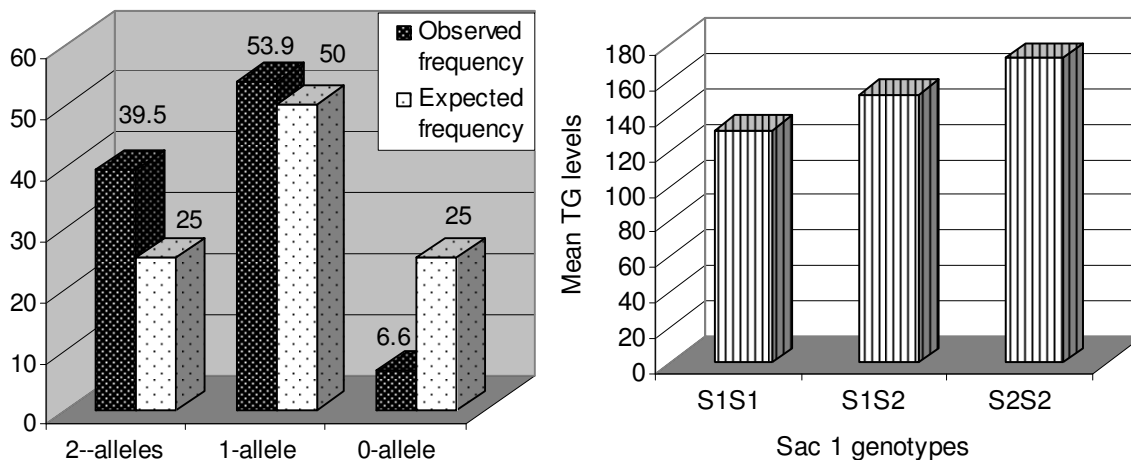 60
50
40
30
20
10
0
39.5
25
53.9
50
6.6
25
Observed
frequency
Expected
frequency
2--alleles
1-allele
0-allele
Mean TG levels
180
160
140
120
100
80
60
40
20
0
S1S1
S1S2
S2S2
Sac 1 genotypes